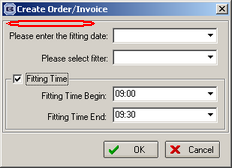 Create Order/Invoice
Please enter the fitting date:
Please select fitter:
Fitting Time
Fitting Time Begin: 09:00
Fitting Time End: 09:30
OK Cancel